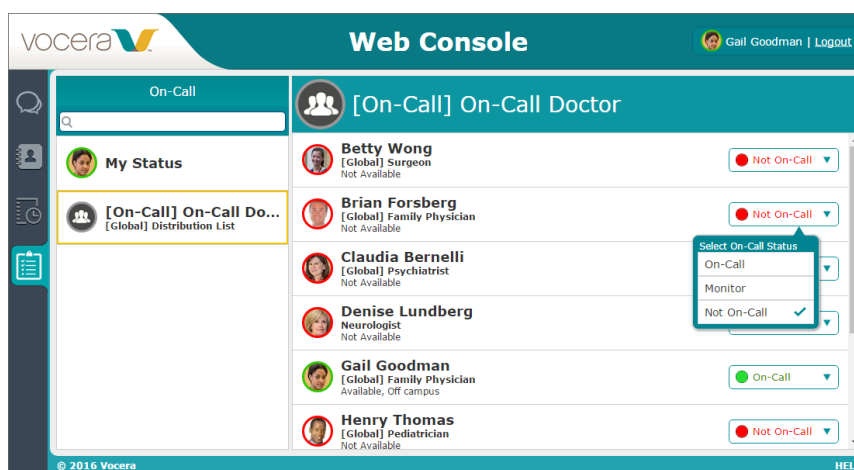 vocera
Web Console
Gail Goodman | Logout
On-Call
[On-Call] On-Call Doctor
My Status
[On-Call] On-Call Do...
[Global] Distribution List
Betty Wong
[Global] Surgeon
Not Available
Not On-Call
Brian Forsberg
[Global] Family Physician
Not Available
Not On-Call
Select On-Call Status
On-Call
Monitor
Not On-Call
Claudia Bernelli
[Global] Psychiatrist
Not Available
Denise Lundberg
Neurologist
Not Available
Gail Goodman
[Global] Family Physician
Available, Off campus
On-Call
Henry Thomas
[Global] Pediatrician
Not Available
Not On-Call
© 2016 Vocera